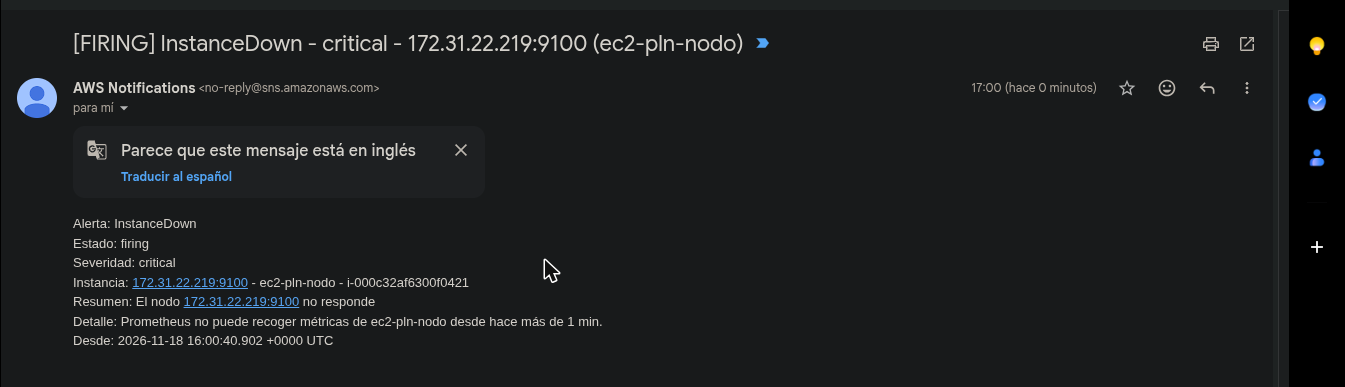 [FIRING] InstanceDown - critical - 172.31.22.219:9100 (ec2-pln-nodo)
AWS Notifications <no-reply@sns.amazonaws.com>
17:00 (hace 0 minutos)
para mí
Parece que este mensaje está en inglés
Traducir al español
Alerta: InstanceDown
Estado: firing
Severidad: critical
Instancia: 172.31.22.219:9100 - ec2-pln-nodo - i-000c32af6300f0421
Resumen: El nodo 172.31.22.219:9100 no responde
Detalle: Prometheus no puede recoger métricas de ec2-pln-nodo desde hace más de 1 min.
Desde: 2026-11-18 16:00:40.902 +0000 UTC